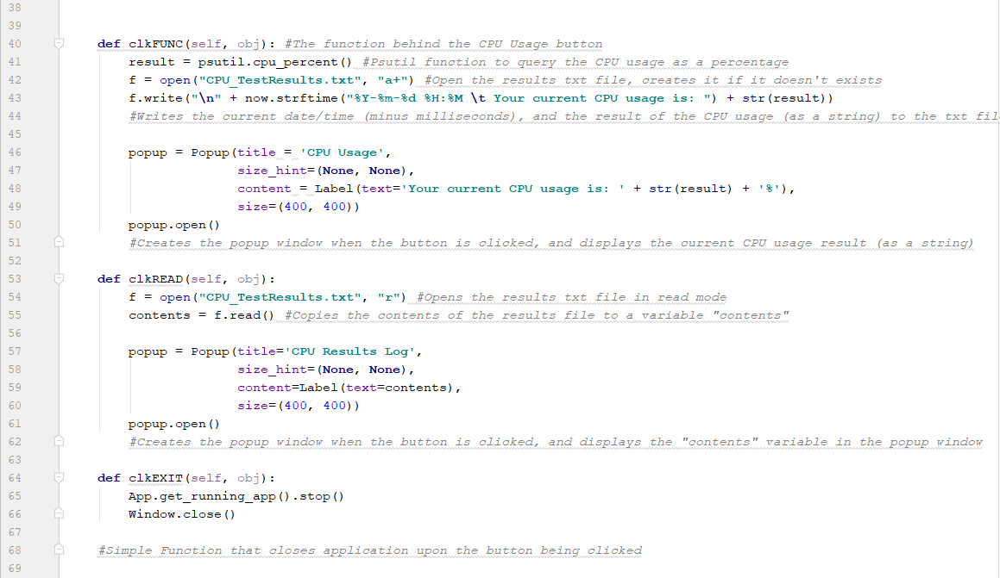 38
39
40 def clkFUNC(self, obj): #The function behind the CPU Usage button
41 result = psutil.cpu_percent() #Psutil function to query the CPU usage as a percentage
42 f = open("CPU_TestResults.txt", "a+") #Open the results txt file, creates it if it doesn't exists
43 f.write("\n" + now.strftime("%Y-%m-%d %H:%M \t Your current CPU usage is: ") + str(result))
44 #Writes the current date/time (minus milliseconds), and the result of the CPU usage (as a string) to the txt fil
45
46 popup = Popup(title = 'CPU Usage',
47 size_hint=(None, None),
48 content = Label(text='Your current CPU usage is: ' + str(result) + '%'),
49 size=(400, 400))
50 popup.open()
51 #Creates the popup window when the button is clicked, and displays the current CPU usage result (as a string)
52
53 def clkREAD(self, obj):
54 f = open("CPU_TestResults.txt", "r") #Opens the results txt file in read mode
55 contents = f.read() #Copies the contents of the results file to a variable "contents"
56
57 popup = Popup(title='CPU Results Log',
58 size_hint=(None, None),
59 content=Label(text=contents),
60 size=(400, 400))
61 popup.open()
62 #Creates the popup window when the button is clicked, and displays the "contents" variable in the popup window
63
64 def clkEXIT(self, obj):
65 App.get_running_app().stop()
66 Window.close()
67
68 #Simple Function that closes application upon the button being clicked
69